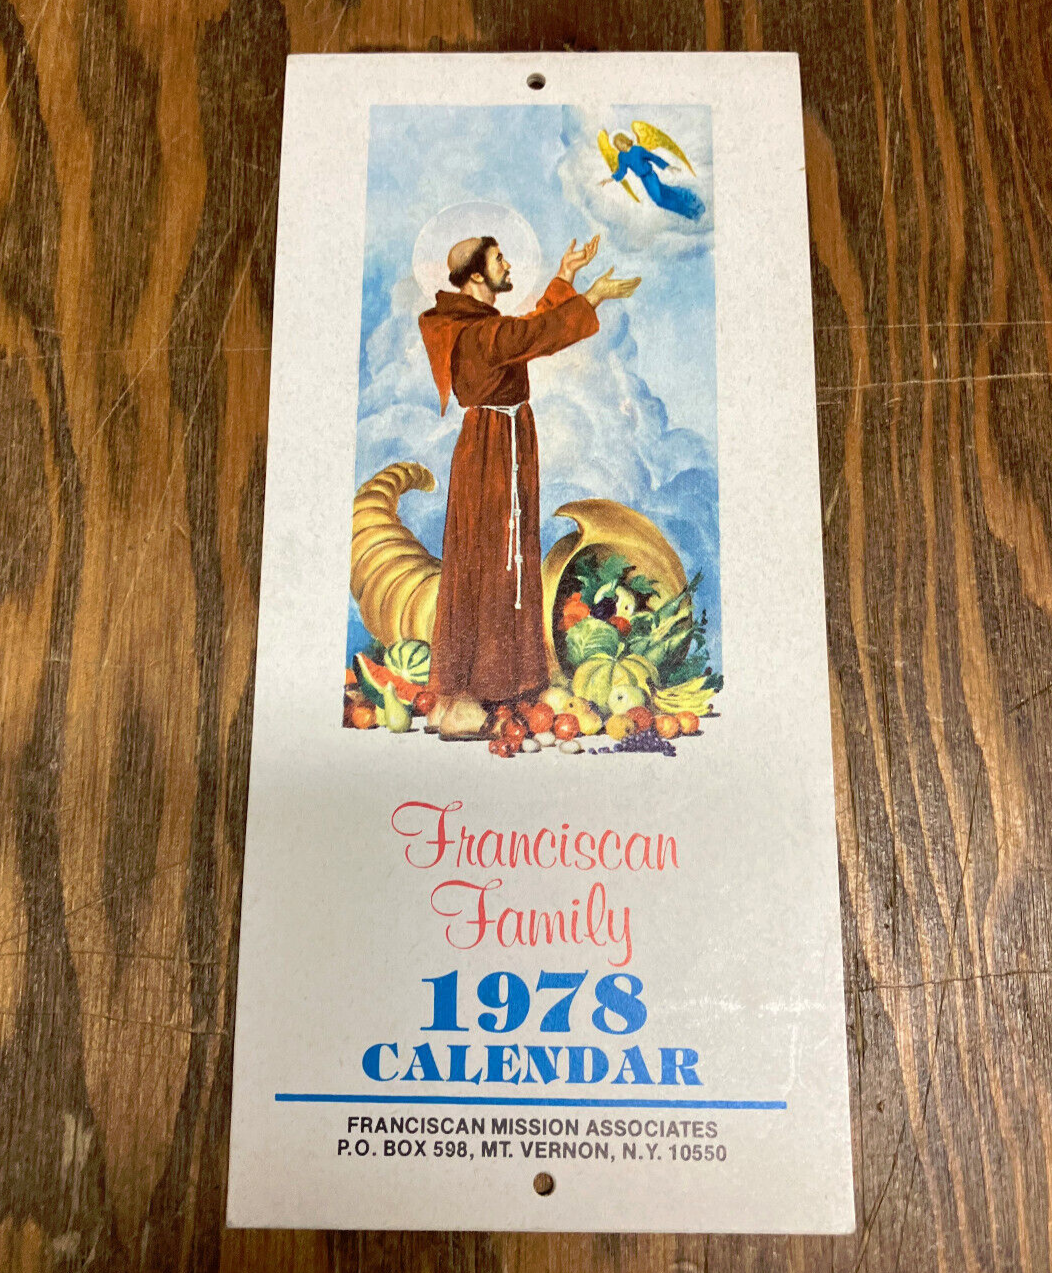 Franciscan
Family
1978
CALENDAR
FRANCISCAN MISSION ASSOCIATES
P.O. BOX 598, MT. VERNON, N.Y. 10550